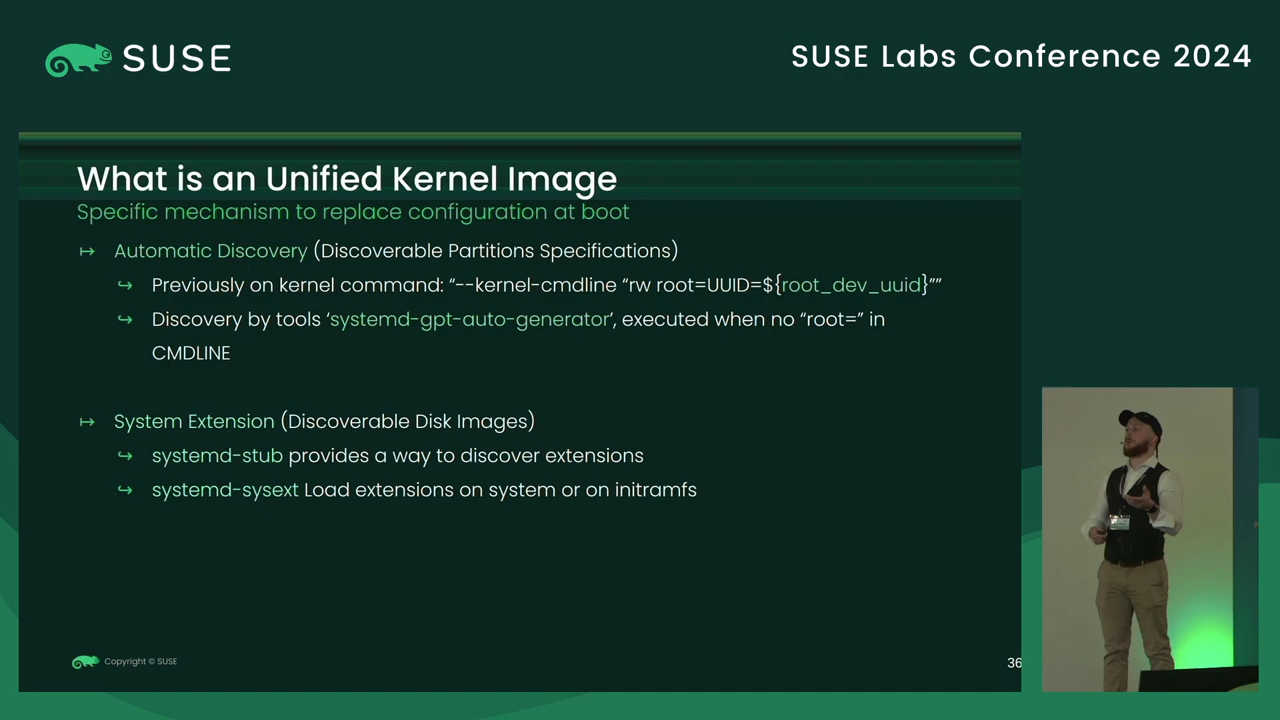 SUSE
SUSE Labs Conference 2024
What is an Unified Kernel Image
Specific mechanism to replace configuration at boot
↦ Automatic Discovery (Discoverable Partitions Specifications)
↪ Previously on kernel command: “--kernel-cmdline “rw root=UUID=${root_dev_uuid}””
↪ Discovery by tools ‘systemd-gpt-auto-generator’, executed when no “root=” in
CMDLINE
↦ System Extension (Discoverable Disk Images)
↪ systemd-stub provides a way to discover extensions
↪ systemd-sysext Load extensions on system or on initramfs
Copyright © SUSE
36